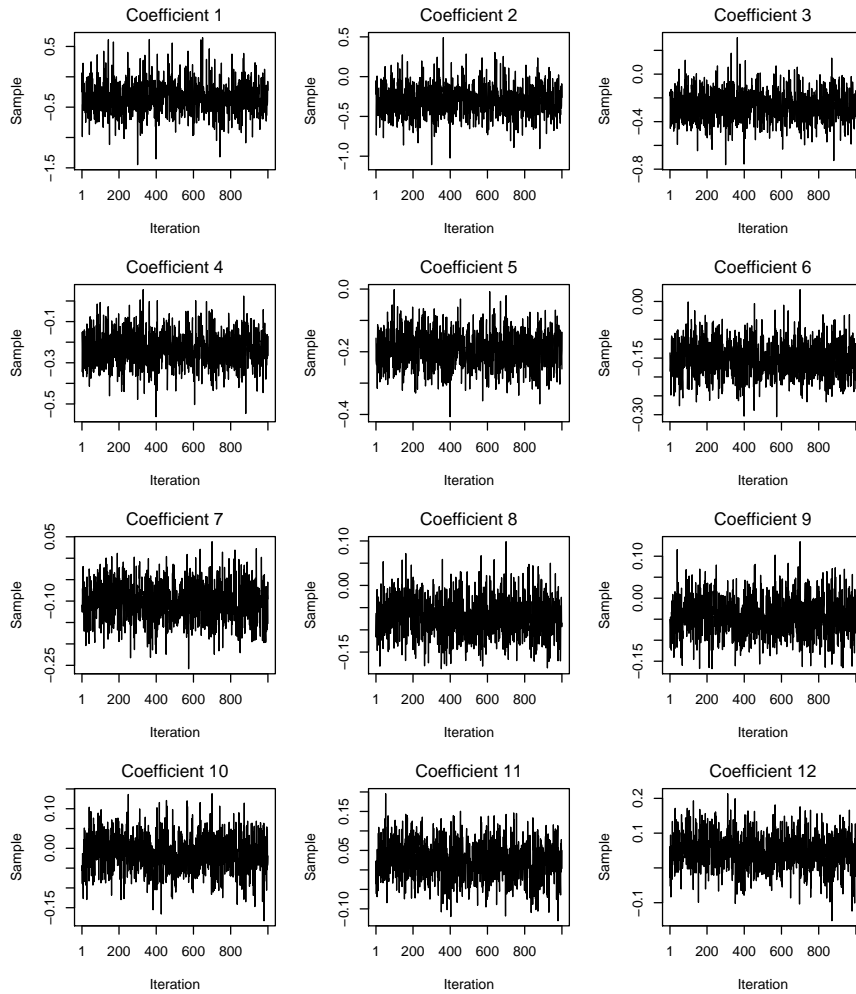 Coefficient 1
Sample
0.5
−0.5
−1.5
1 200 400 600 800
Iteration
Coefficient 2
Sample
0.5
0.0
−0.5
−1.0
1 200 400 600 800
Iteration
Coefficient 3
Sample
0.0
−0.4
−0.8
1 200 400 600 800
Iteration
Coefficient 4
Sample
−0.1
−0.3
−0.5
1 200 400 600 800
Iteration
Coefficient 5
Sample
0.0
−0.2
−0.4
1 200 400 600 800
Iteration
Coefficient 6
Sample
0.00
−0.15
−0.30
1 200 400 600 800
Iteration
Coefficient 7
Sample
0.05
−0.10
−0.25
1 200 400 600 800
Iteration
Coefficient 8
Sample
0.10
0.00
−0.15
1 200 400 600 800
Iteration
Coefficient 9
Sample
0.10
0.00
−0.15
1 200 400 600 800
Iteration
Coefficient 10
Sample
0.10
0.00
−0.15
1 200 400 600 800
Iteration
Coefficient 11
Sample
0.15
0.05
−0.10
1 200 400 600 800
Iteration
Coefficient 12
Sample
0.2
0.1
−0.1
1 200 400 600 800
Iteration